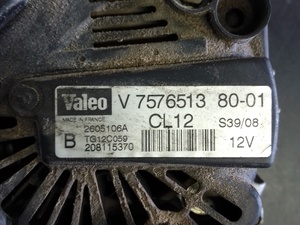 Valeo V 7576513 80-01
MADE IN FRANCE CL12 S39/08
2605106A
B TG12C059 12V
208115370